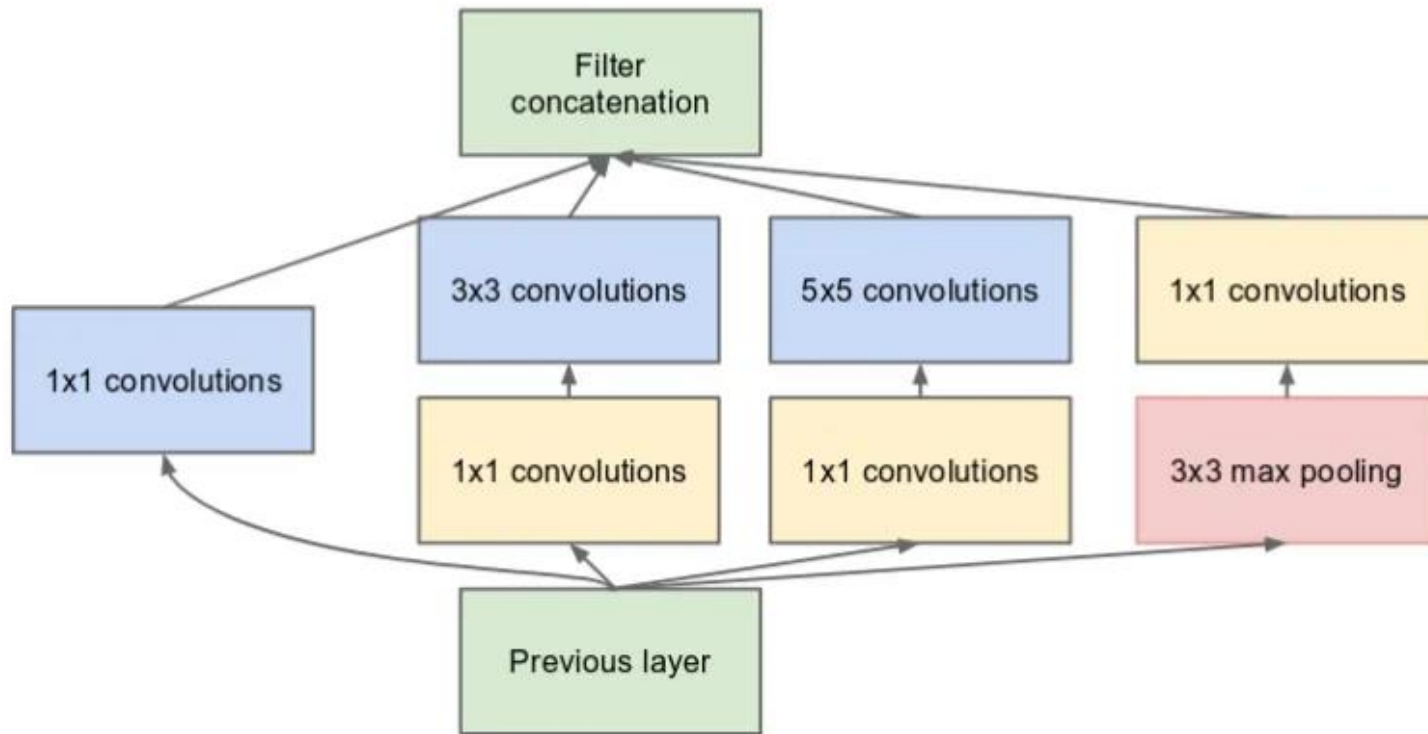 Filter
concatenation
3x3 convolutions
5x5 convolutions
1x1 convolutions
1x1 convolutions
1x1 convolutions
1x1 convolutions
3x3 max pooling
Previous layer